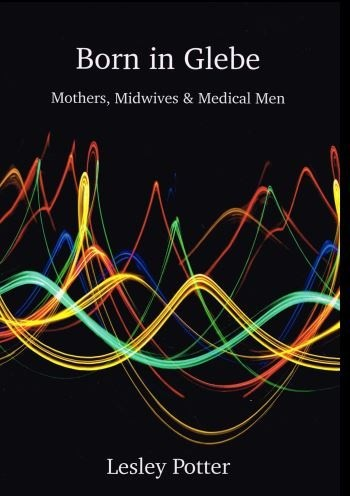 Born in Glebe
Mothers, Midwives & Medical Men
Lesley Potter